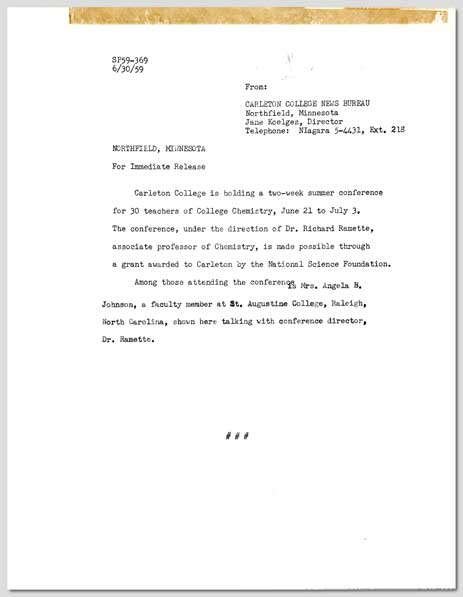 SP59-369
6/30/59
From:
CARLETON COLLEGE NEWS BUREAU
Northfield, Minnesota
Jane Koelges, Director
Telephone: NIagara 5-4431, Ext. 218
NORTHFIELD, MINNESOTA
For Immediate Release
Carleton College is holding a two-week summer conference
for 30 teachers of College Chemistry, June 21 to July 3.
The conference, under the direction of Dr. Richard Ramette,
associate professor of Chemistry, is made possible through
a grant awarded to Carleton by the National Science Foundation.
Among those attending the conference is Mrs. Angela B.
Johnson, a faculty member at St. Augustine College, Raleigh,
North Carolina, shown here talking with conference director,
Dr. Ramette.
# # #